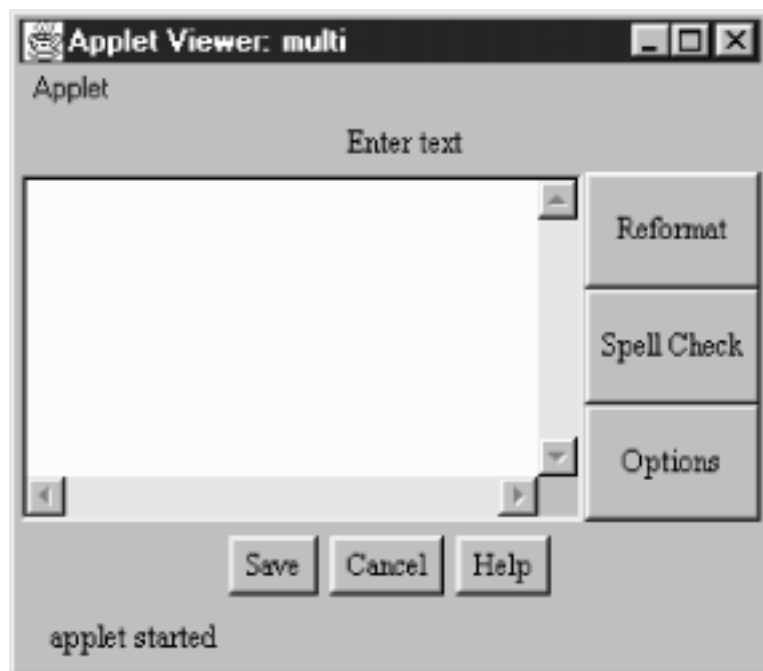 Applet Viewer: multi
Applet
Enter text
Reformat
Spell Check
Options
Save Cancel Help
applet started